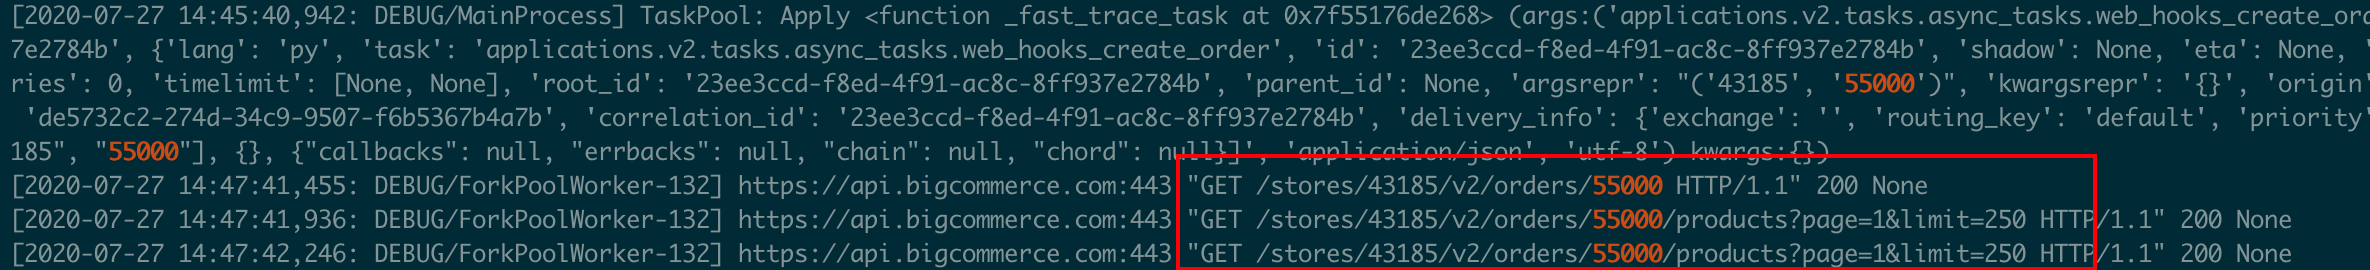 [2020-07-27 14:45:40,942: DEBUG/MainProcess] TaskPool: Apply <function _fast_trace_task at 0x7f55176de268> (args:('applications.v2.tasks.async_tasks.web_hooks_create_ord
7e2784b', {'lang': 'py', 'task': 'applications.v2.tasks.async_tasks.web_hooks_create_order', 'id': '23ee3ccd-f8ed-4f91-ac8c-8ff937e2784b', 'shadow': None, 'eta': None, '
ries': 0, 'timelimit': [None, None], 'root_id': '23ee3ccd-f8ed-4f91-ac8c-8ff937e2784b', 'parent_id': None, 'argsrepr': "('43185', '55000')", 'kwargsrepr': '{}', 'origin'
'de5732c2-274d-34c9-9507-f6b5367b4a7b', 'correlation_id': '23ee3ccd-f8ed-4f91-ac8c-8ff937e2784b', 'delivery_info': {'exchange': '', 'routing_key': 'default', 'priority'
185", "55000"], {}, {"callbacks": null, "errbacks": null, "chain": null, "chord": null}]', 'application/json', 'utf-8') kwargs:{})
[2020-07-27 14:47:41,455: DEBUG/ForkPoolWorker-132] https://api.bigcommerce.com:443 "GET /stores/43185/v2/orders/55000 HTTP/1.1" 200 None
[2020-07-27 14:47:41,936: DEBUG/ForkPoolWorker-132] https://api.bigcommerce.com:443 "GET /stores/43185/v2/orders/55000/products?page=1&limit=250 HTTP/1.1" 200 None
[2020-07-27 14:47:42,246: DEBUG/ForkPoolWorker-132] https://api.bigcommerce.com:443 "GET /stores/43185/v2/orders/55000/products?page=1&limit=250 HTTP/1.1" 200 None